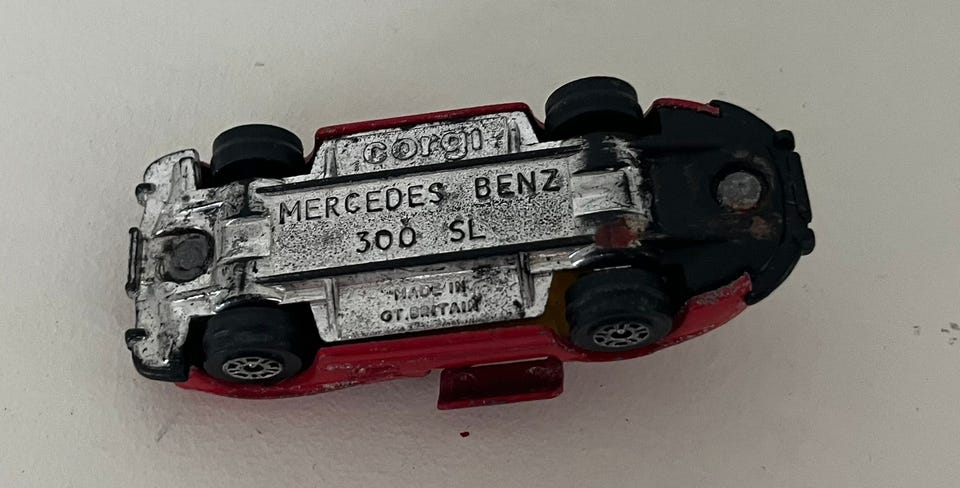 corgi
MERCEDES BENZ
300 SL
MADE IN
GT. BRITAIN